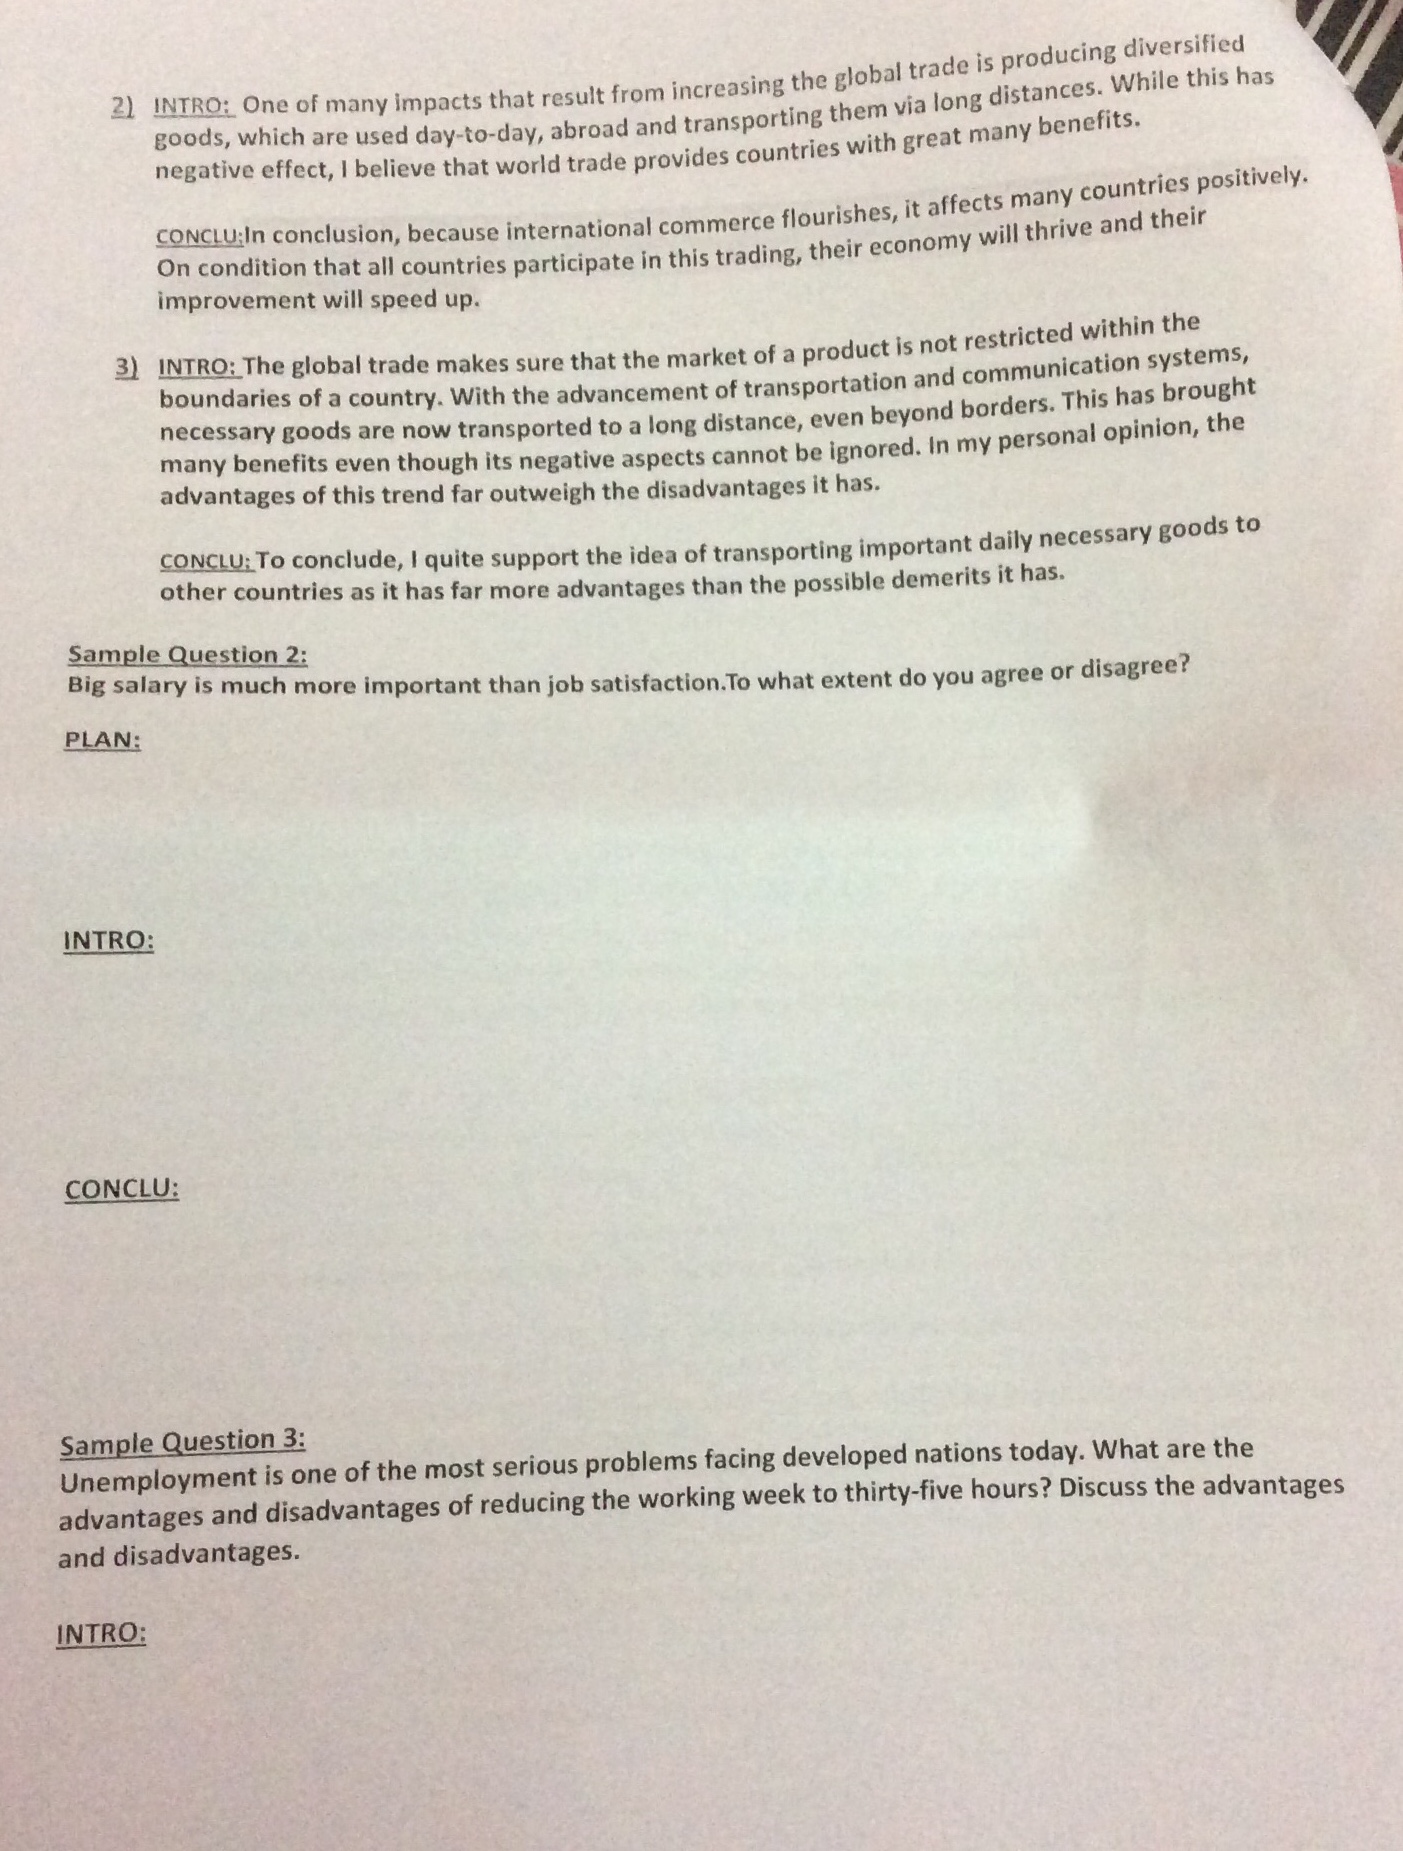 2) INTRO: One of many impacts that result from increasing the global trade is producing diversified
goods, which are used day-to-day, abroad and transporting them via long distances. While this has
negative effect, I believe that world trade provides countries with great many benefits.
CONCLU:In conclusion, because international commerce flourishes, it affects many countries positively.
On condition that all countries participate in this trading, their economy will thrive and their
improvement will speed up.
3) INTRO: The global trade makes sure that the market of a product is not restricted within the
boundaries of a country. With the advancement of transportation and communication systems,
necessary goods are now transported to a long distance, even beyond borders. This has brought
many benefits even though its negative aspects cannot be ignored. In my personal opinion, the
advantages of this trend far outweigh the disadvantages it has.
CONCLU: To conclude, I quite support the idea of transporting important daily necessary goods to
other countries as it has far more advantages than the possible demerits it has.
Sample Question 2:
Big salary is much more important than job satisfaction.To what extent do you agree or disagree?
PLAN:
INTRO:
CONCLU:
Sample Question 3:
Unemployment is one of the most serious problems facing developed nations today. What are the
advantages and disadvantages of reducing the working week to thirty-five hours? Discuss the advantages
and disadvantages.
INTRO: